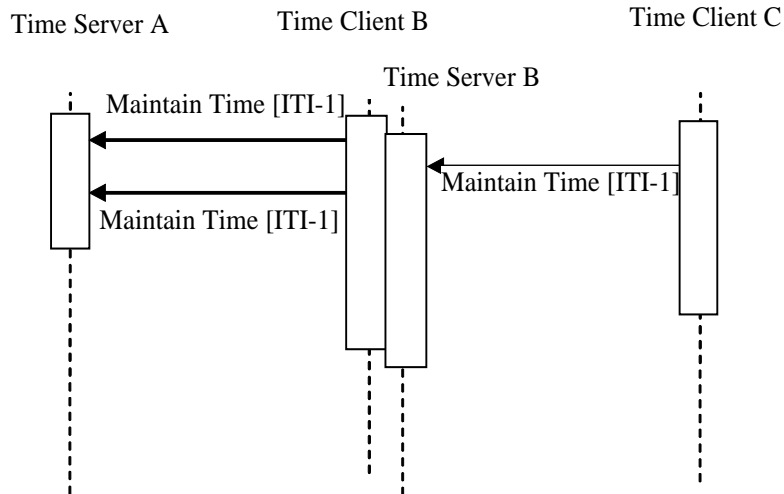 Time Server A
Time Client B
Time Client C
Time Server B
Maintain Time [ITI-1]
Maintain Time [ITI-1]
Maintain Time [ITI-1]